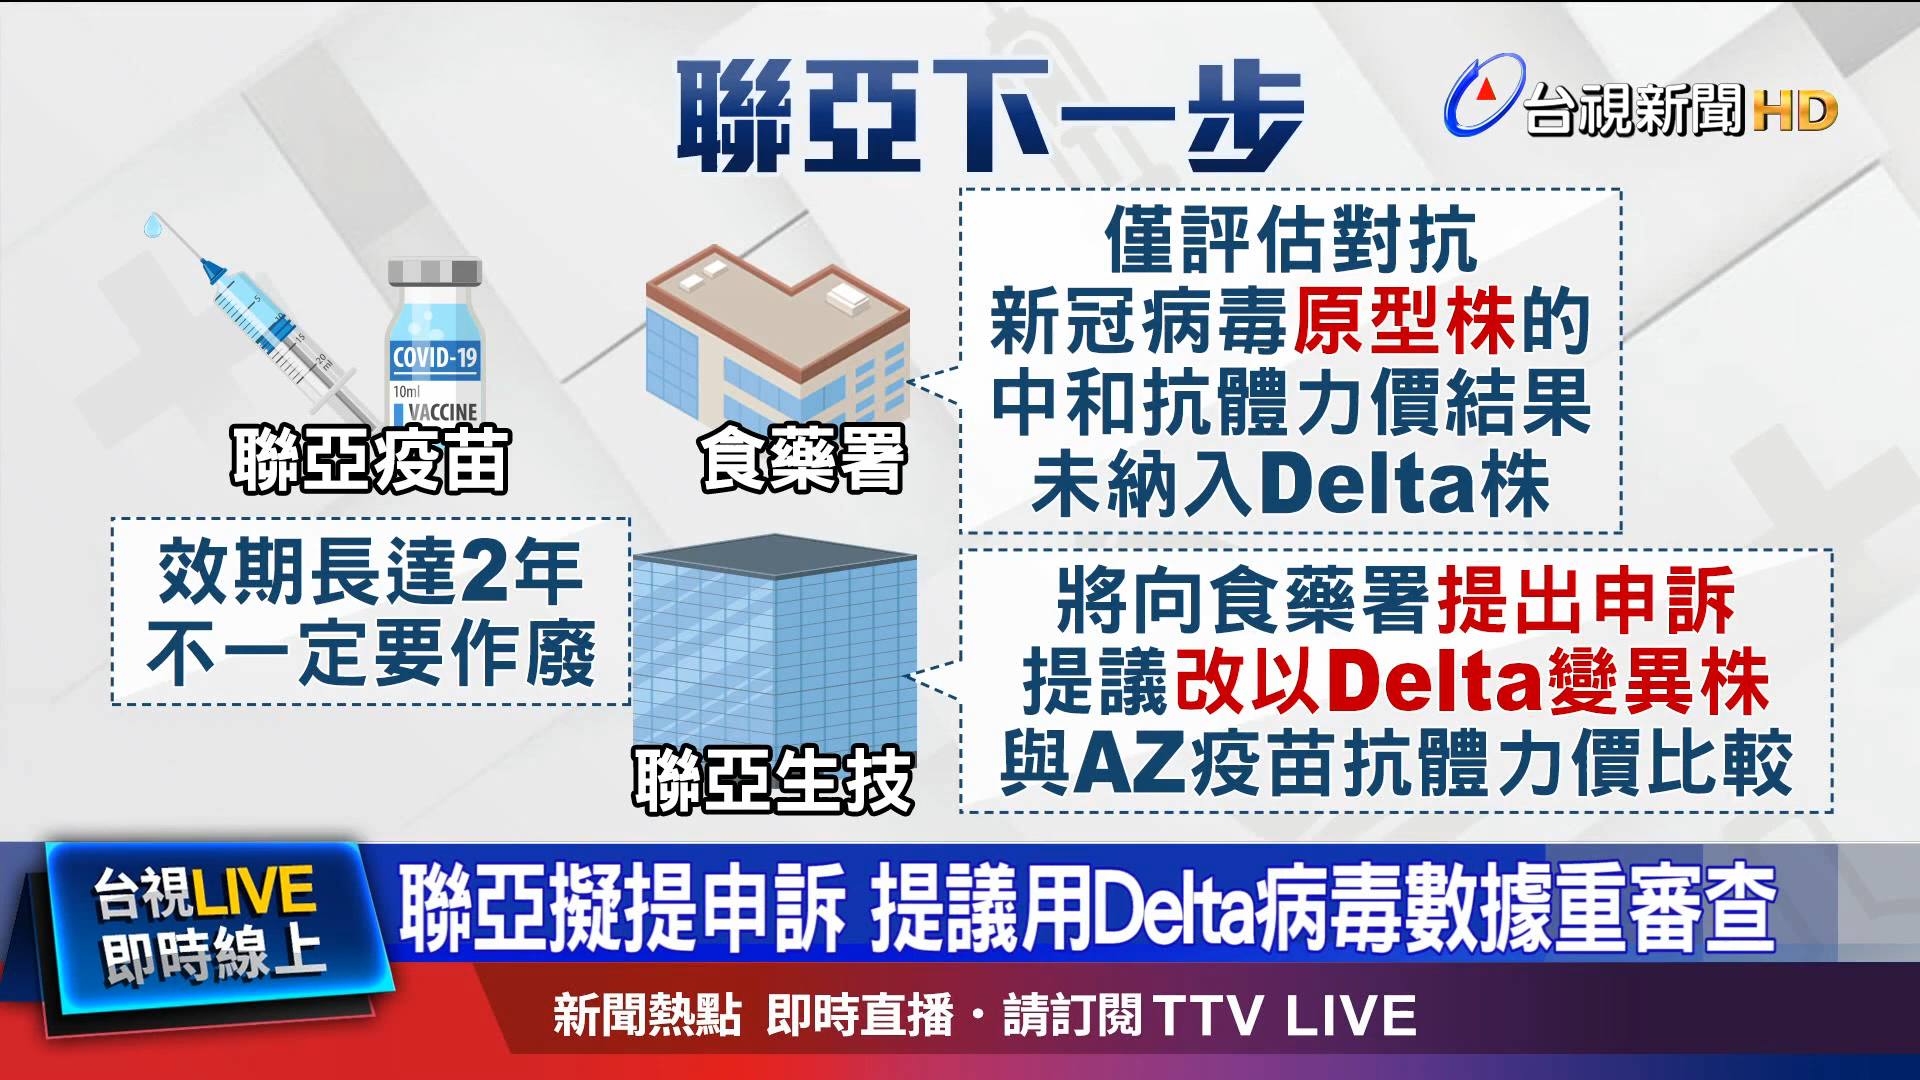 聯亞下一步
台視新聞HD
COVID-19
10ml
VACCINE
5
10
15
20
ml
聯亞疫苗
效期長達2年
不一定要作廢
食藥署
僅評估對抗
新冠病毒原型株的
中和抗體力價結果
未納入Delta株
聯亞生技
將向食藥署提出申訴
提議改以Delta變異株
與AZ疫苗抗體力價比較
台視LIVE
即時線上
聯亞擬提申訴 提議用Delta病毒數據重審查
新聞熱點 即時直播・請訂閱TTV LIVE